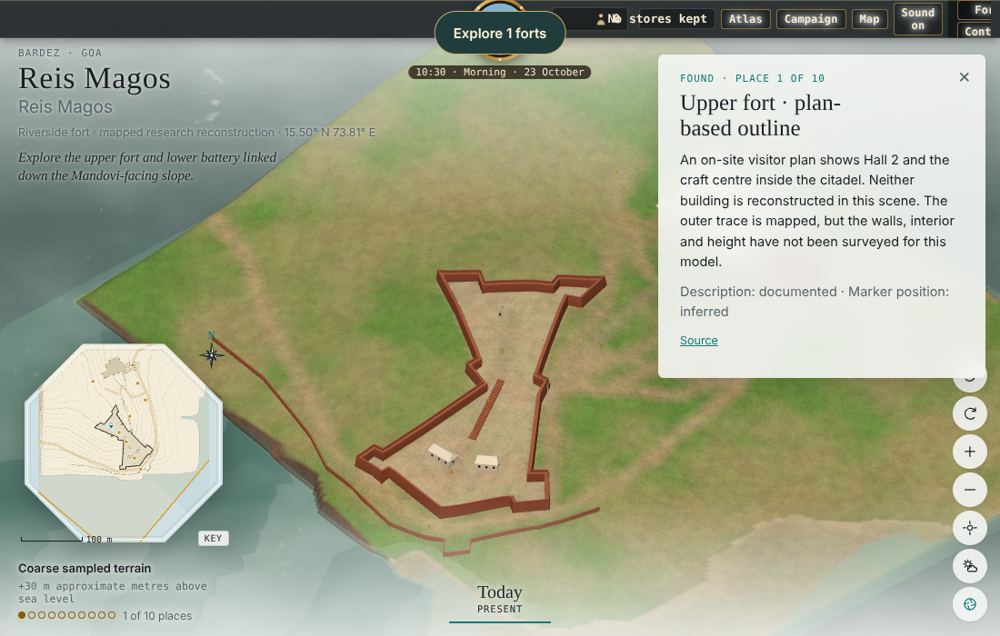 Explore 1 forts
stores kept
Atlas
Campaign
Map
Sound
on
10:30 · Morning · 23 October
BARDEZ · GOA
Reis Magos
Reis Magos
Riverside fort · mapped research reconstruction · 15.50° N 73.81° E
Explore the upper fort and lower battery linked
down the Mandovi-facing slope.
FOUND · PLACE 1 OF 10
Upper fort · plan-
based outline
An on-site visitor plan shows Hall 2 and the
craft centre inside the citadel. Neither
building is reconstructed in this scene. The
outer trace is mapped, but the walls, interior
and height have not been surveyed for this
model.
Description: documented · Marker position:
inferred
Source
N
100 m
KEY
Coarse sampled terrain
+30 m approximate metres above
sea level
1 of 10 places
Today
PRESENT